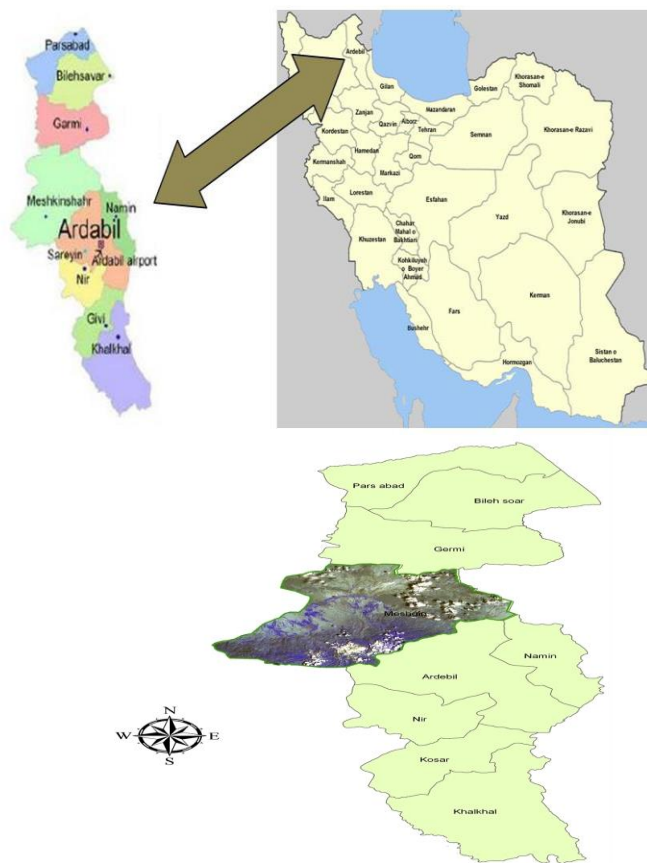 Parsabad
Bilehsavar
Garmi
Meshkinshahr
Namin
Ardabil
Sareyin
Ardabil airport
Nir
Givi
Khalkhal
Ardebil
Gilan
Mazandaran
Golestan
Khorasan-e
Shomali
Zanjan
Qazvin
Alborz
Tehran
Semnan
Khorasan-e Razavi
Kordestan
Hamedan
Qom
Kermanshah
Markazi
Ilam
Lorestan
Esfahan
Yazd
Khorasan-e
Jonubi
Khuzestan
Chahar
Mahal o
Bakhtiari
Kohkiluyeh
o Boyer
Ahmad
Fars
Kerman
Bushehr
Hormozgan
Sistan o
Baluchestan
Pars abad
Bileh soar
Germi
Namin
Ardebil
Nir
Kosar
Khalkhal
N
W
E
S